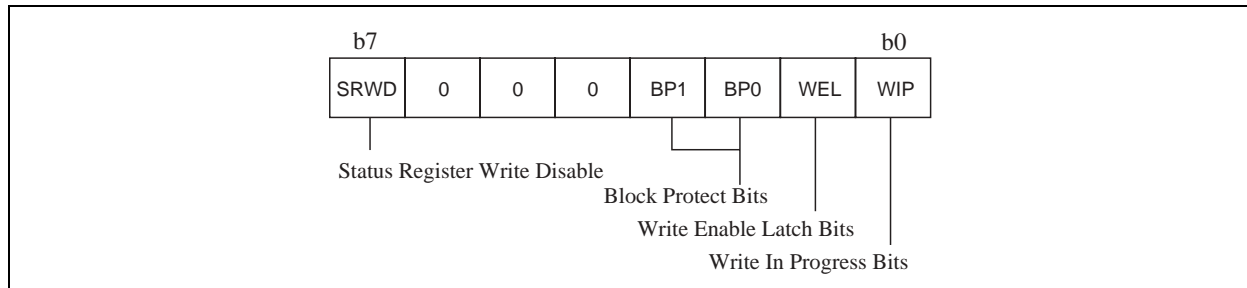 b7 b0
SRWD 0 0 0 BP1 BP0 WEL WIP
Status Register Write Disable
Block Protect Bits
Write Enable Latch Bits
Write In Progress Bits